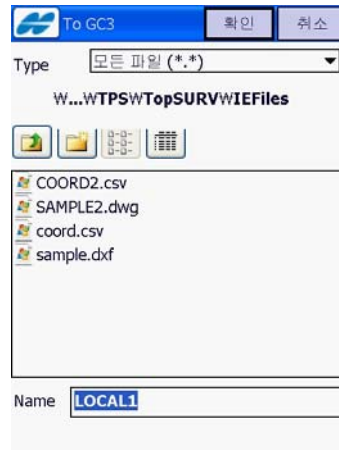 To GC3 확인 취소
Type 모든 파일 (*.*)
₩...₩TPS₩TopSURV₩IEFiles
COORD2.csv
SAMPLE2.dwg
coord.csv
sample.dxf
Name LOCAL1